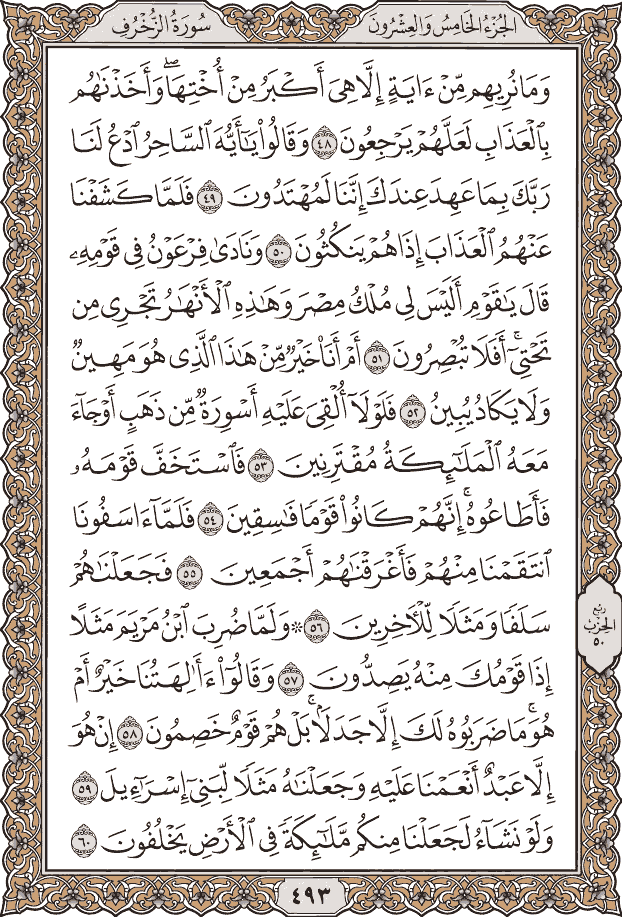 سُورَةُ الزُّخْرُفِ
الجُزْءُ الخَامِسُ وَالعِشْرُونَ
وَمَا نُرِيهِم مِّنْ ءَايَةٍ إِلَّا هِىَ أَكْبَرُ مِنْ أُخْتِهَاۖ وَأَخَذْنَٰهُم
بِٱلْعَذَابِ لَعَلَّهُمْ يَرْجِعُونَ ٤٨ وَقَالُوا۟ يَٰٓأَيُّهَ ٱلسَّاحِرُ ٱدْعُ لَنَا
رَبَّكَ بِمَا عَهِدَ عِندَكَ إِنَّنَا لَمُهْتَدُونَ ٤٩ فَلَمَّا كَشَفْنَا
عَنْهُمُ ٱلْعَذَابَ إِذَا هُمْ يَنكُثُونَ ٥٠ وَنَادَىٰ فِرْعَوْنُ فِى قَوْمِهِۦ
قَالَ يَٰقَوْمِ أَلَيْسَ لِى مُلْكُ مِصْرَ وَهَٰذِهِ ٱلْأَنْهَٰرُ تَجْرِى مِن
تَحْتِىٓۚ أَفَلَا تُبْصِرُونَ ٥١ أَمْ أَنَا۠ خَيْرٌ مِّنْ هَٰذَا ٱلَّذِى هُوَ مَهِينٌ
وَلَا يَكَادُ يُبِينُ ٥٢ فَلَوْلَآ أُلْقِىَ عَلَيْهِ أَسْوِرَةٌ مِّن ذَهَبٍ أَوْ جَآءَ
مَعَهُ ٱلْمَلَٰٓئِكَةُ مُقْتَرِنِينَ ٥٣ فَٱسْتَخَفَّ قَوْمَهُۥ
فَأَطَاعُوهُۚ إِنَّهُمْ كَانُوا۟ قَوْمًا فَٰسِقِينَ ٥٤ فَلَمَّآ ءَاسَفُونَا
ٱنتَقَمْنَا مِنْهُمْ فَأَغْرَقْنَٰهُمْ أَجْمَعِينَ ٥٥ فَجَعَلْنَٰهُمْ
سَلَفًا وَمَثَلًا لِّلْءَاخِرِينَ ٥٦ ۞ وَلَمَّا ضُرِبَ ٱبْنُ مَرْيَمَ مَثَلًا
إِذَا قَوْمُكَ مِنْهُ يَصِدُّونَ ٥٧ وَقَالُوٓا۟ ءَأَٰلِهَتُنَا خَيْرٌ أَمْ
هُوَۚ مَا ضَرَبُوهُ لَكَ إِلَّا جَدَلًۢاۚ بَلْ هُمْ قَوْمٌ خَصِمُونَ ٥٨ إِنْ هُوَ
إِلَّا عَبْدٌ أَنْعَمْنَا عَلَيْهِ وَجَعَلْنَٰهُ مَثَلًا لِّبَنِىٓ إِسْرَٰٓءِيلَ ٥٩
وَلَوْ نَشَآءُ لَجَعَلْنَا مِنكُم مَّلَٰٓئِكَةً فِى ٱلْأَرْضِ يَخْلُفُونَ ٦٠
ربع
الحزب
٥٠
٤٩٣